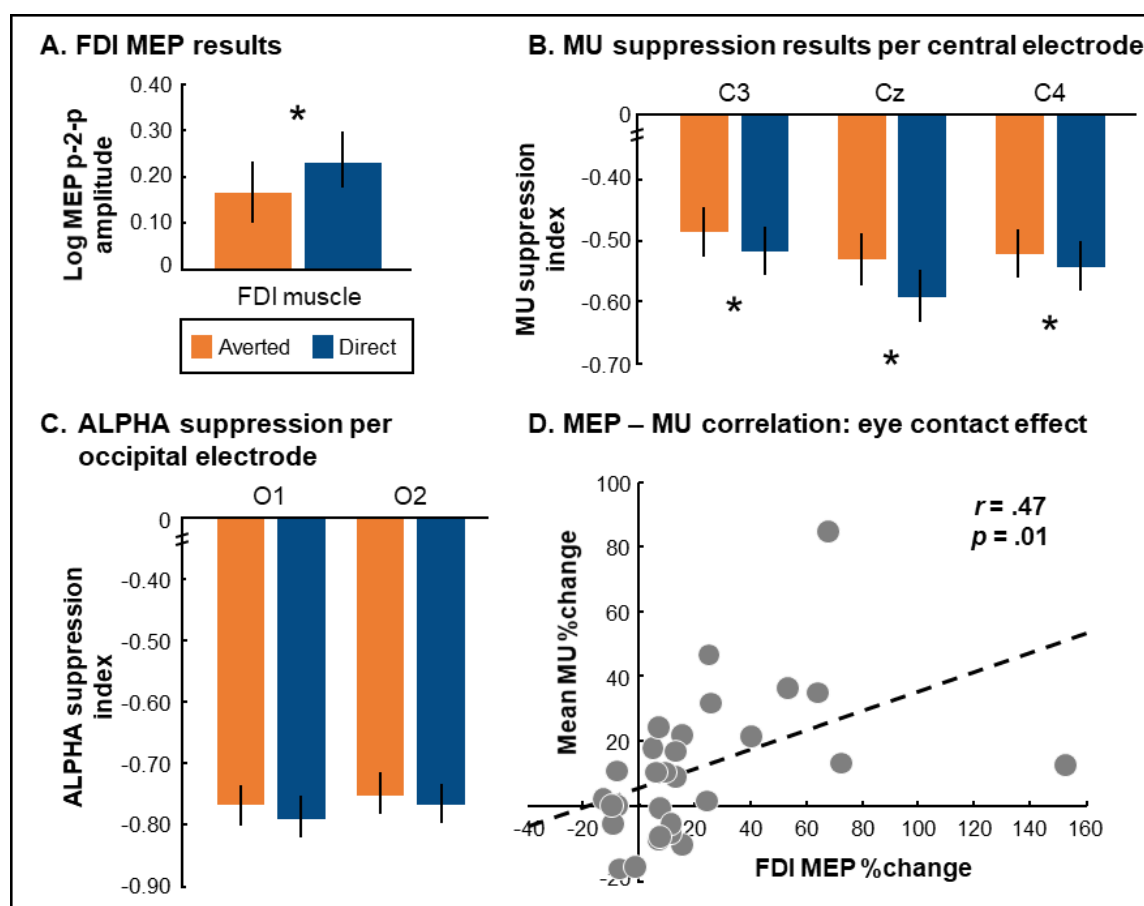 A. FDI MEP results
0.40
0.30
0.20
0.10
0
Log MEP p-2-p
amplitude
*
FDI muscle
Averted
Direct
B. MU suppression results per central electrode
C3
Cz
C4
0
-0.40
-0.50
-0.60
-0.70
MU suppression
index
*
*
*
C. ALPHA suppression per
occipital electrode
O1
O2
0
-0.40
-0.50
-0.60
-0.70
-0.80
-0.90
ALPHA suppression
index
D. MEP – MU correlation: eye contact effect
100
80
60
40
20
-20
Mean MU %change
r = .47
p = .01
-40
-20
20
40
60
80
100
120
140
160
FDI MEP %change